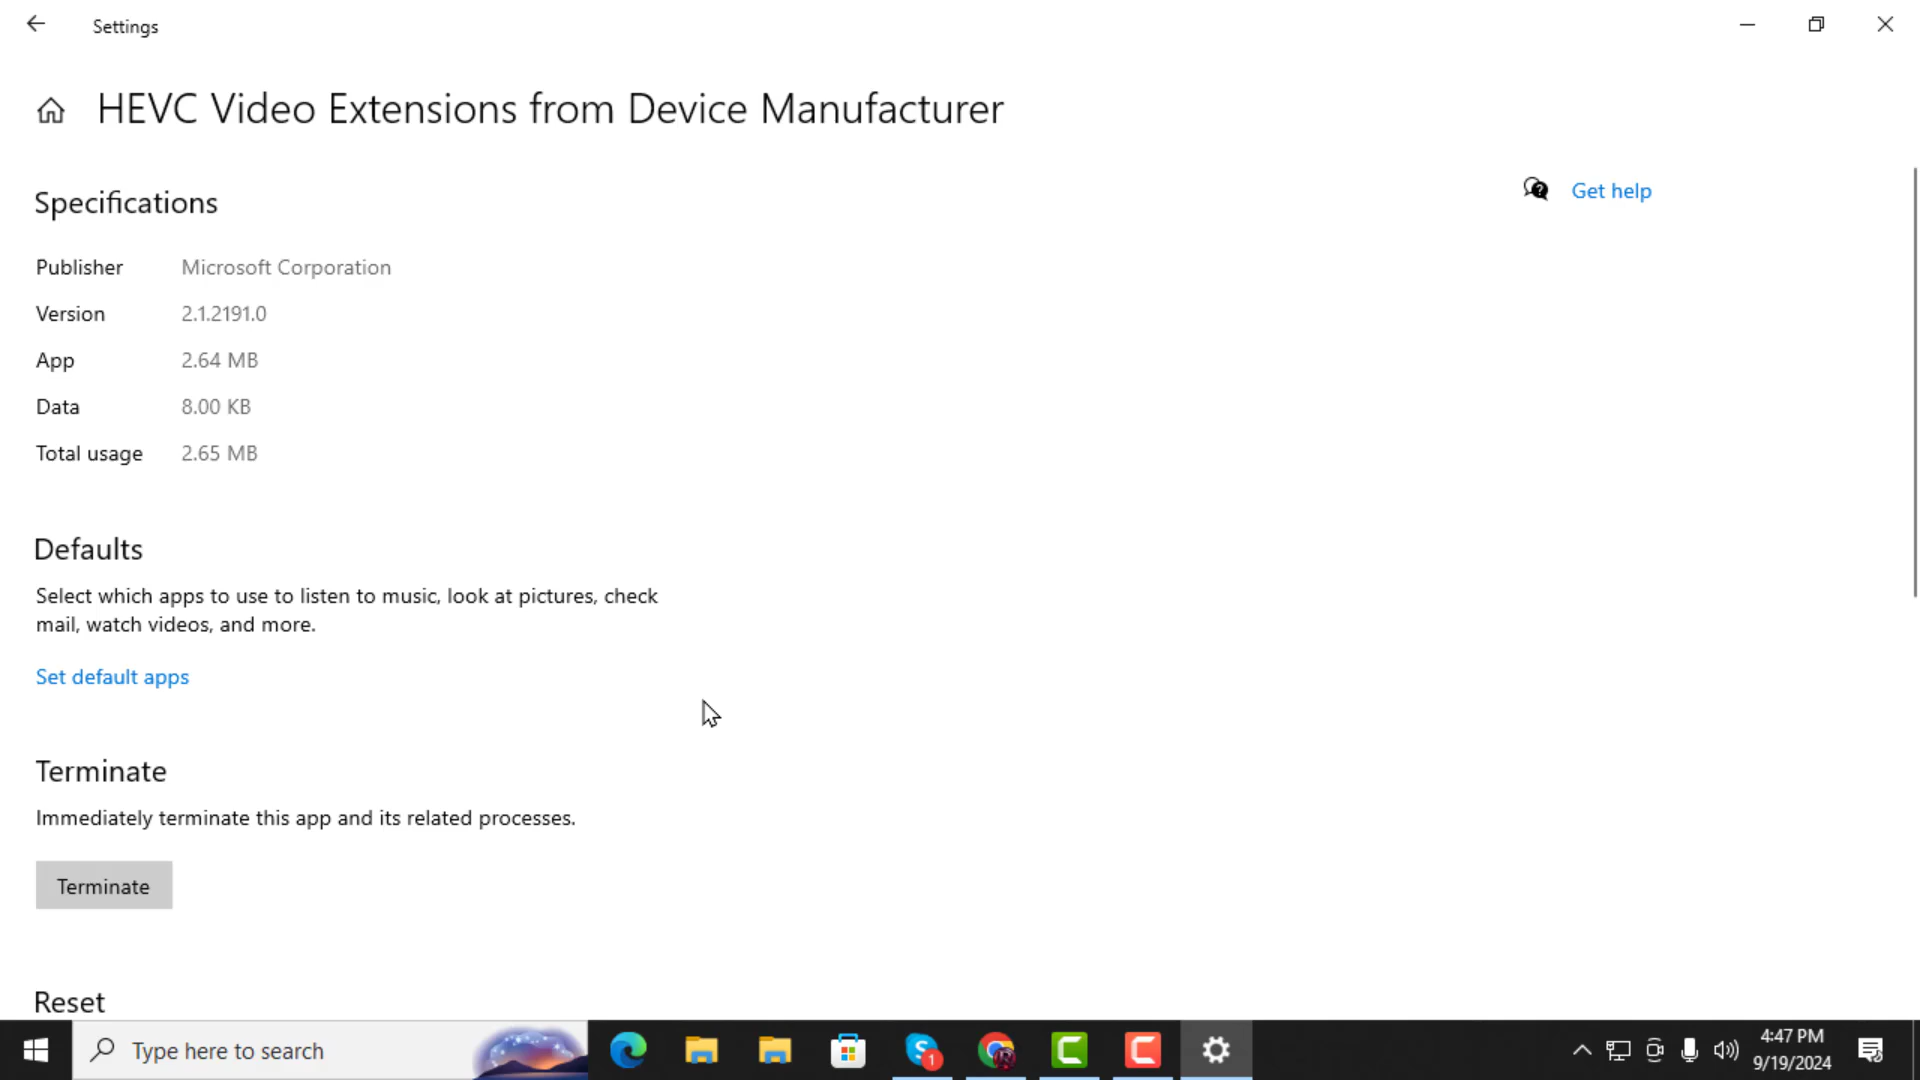 Settings
HEVC Video Extensions from Device Manufacturer
Specifications
Get help
Publisher Microsoft Corporation
Version 2.1.2191.0
App 2.64 MB
Data 8.00 KB
Total usage 2.65 MB
Defaults
Select which apps to use to listen to music, look at pictures, check
mail, watch videos, and more.
Set default apps
Terminate
Immediately terminate this app and its related processes.
Terminate
Reset
Type here to search
1
4:47 PM
9/19/2024